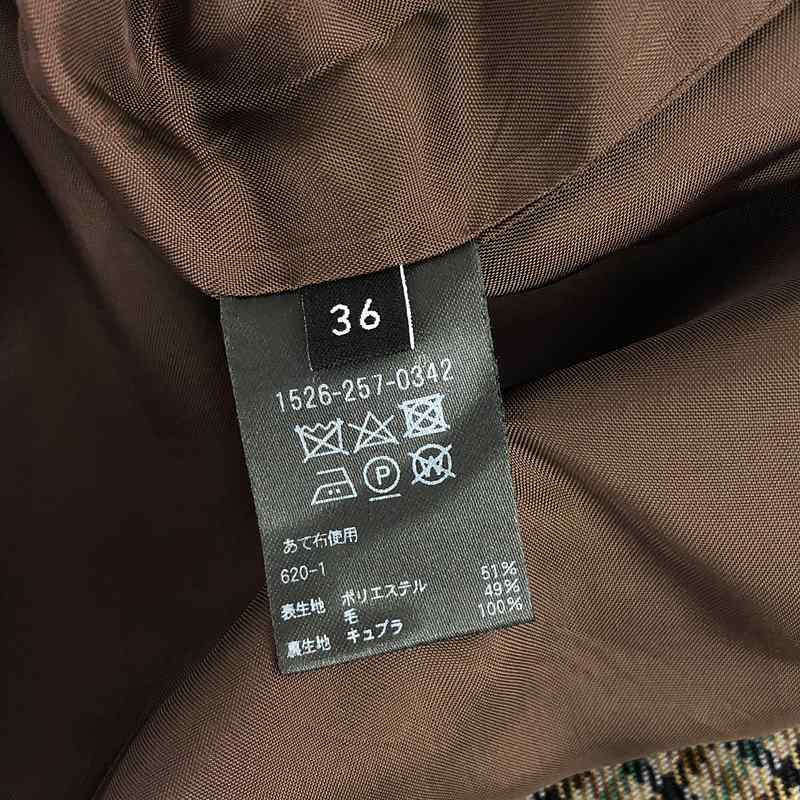 36
1526-257-0342
P
W
あて布使用
620-1
表生地 ポリエステル 51%
毛 49%
裏生地 キュプラ 100%